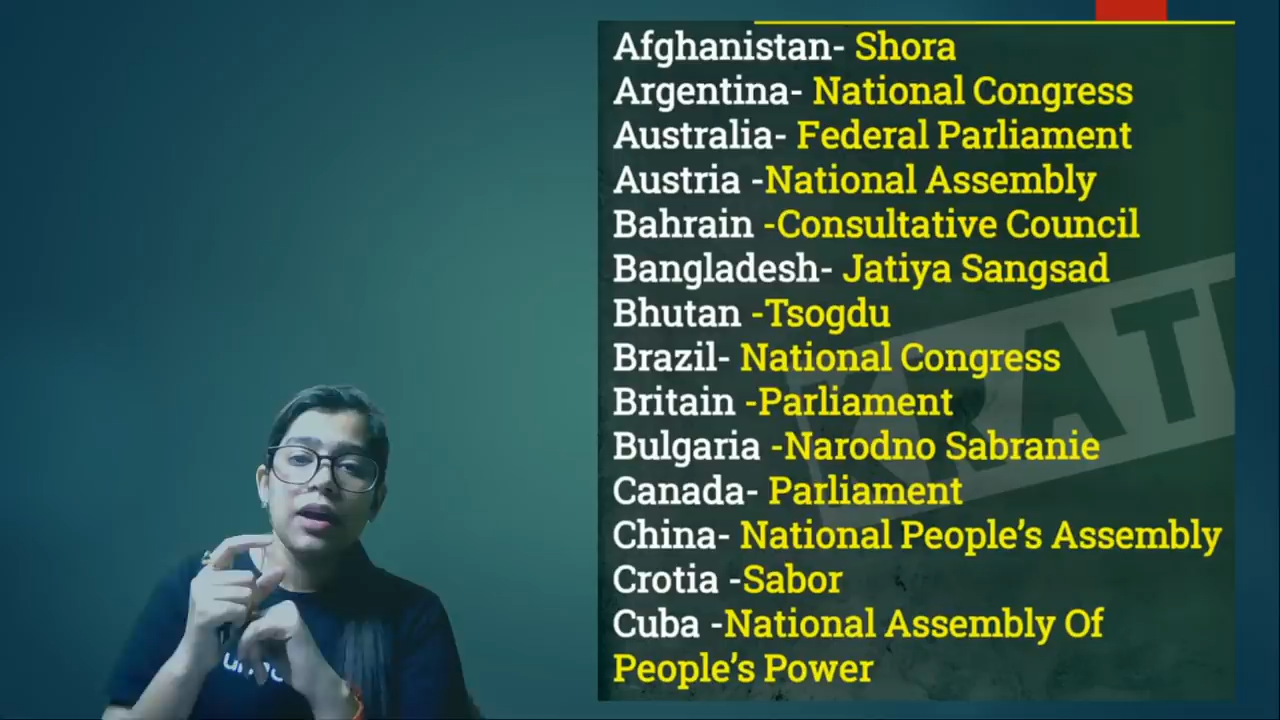 Afghanistan- Shora
Argentina- National Congress
Australia- Federal Parliament
Austria -National Assembly
Bahrain -Consultative Council
Bangladesh- Jatiya Sangsad
Bhutan -Tsogdu
Brazil- National Congress
Britain -Parliament
Bulgaria -Narodno Sabranie
Canada- Parliament
China- National People's Assembly
Crotia -Sabor
Cuba -National Assembly Of
People's Power
KRAT